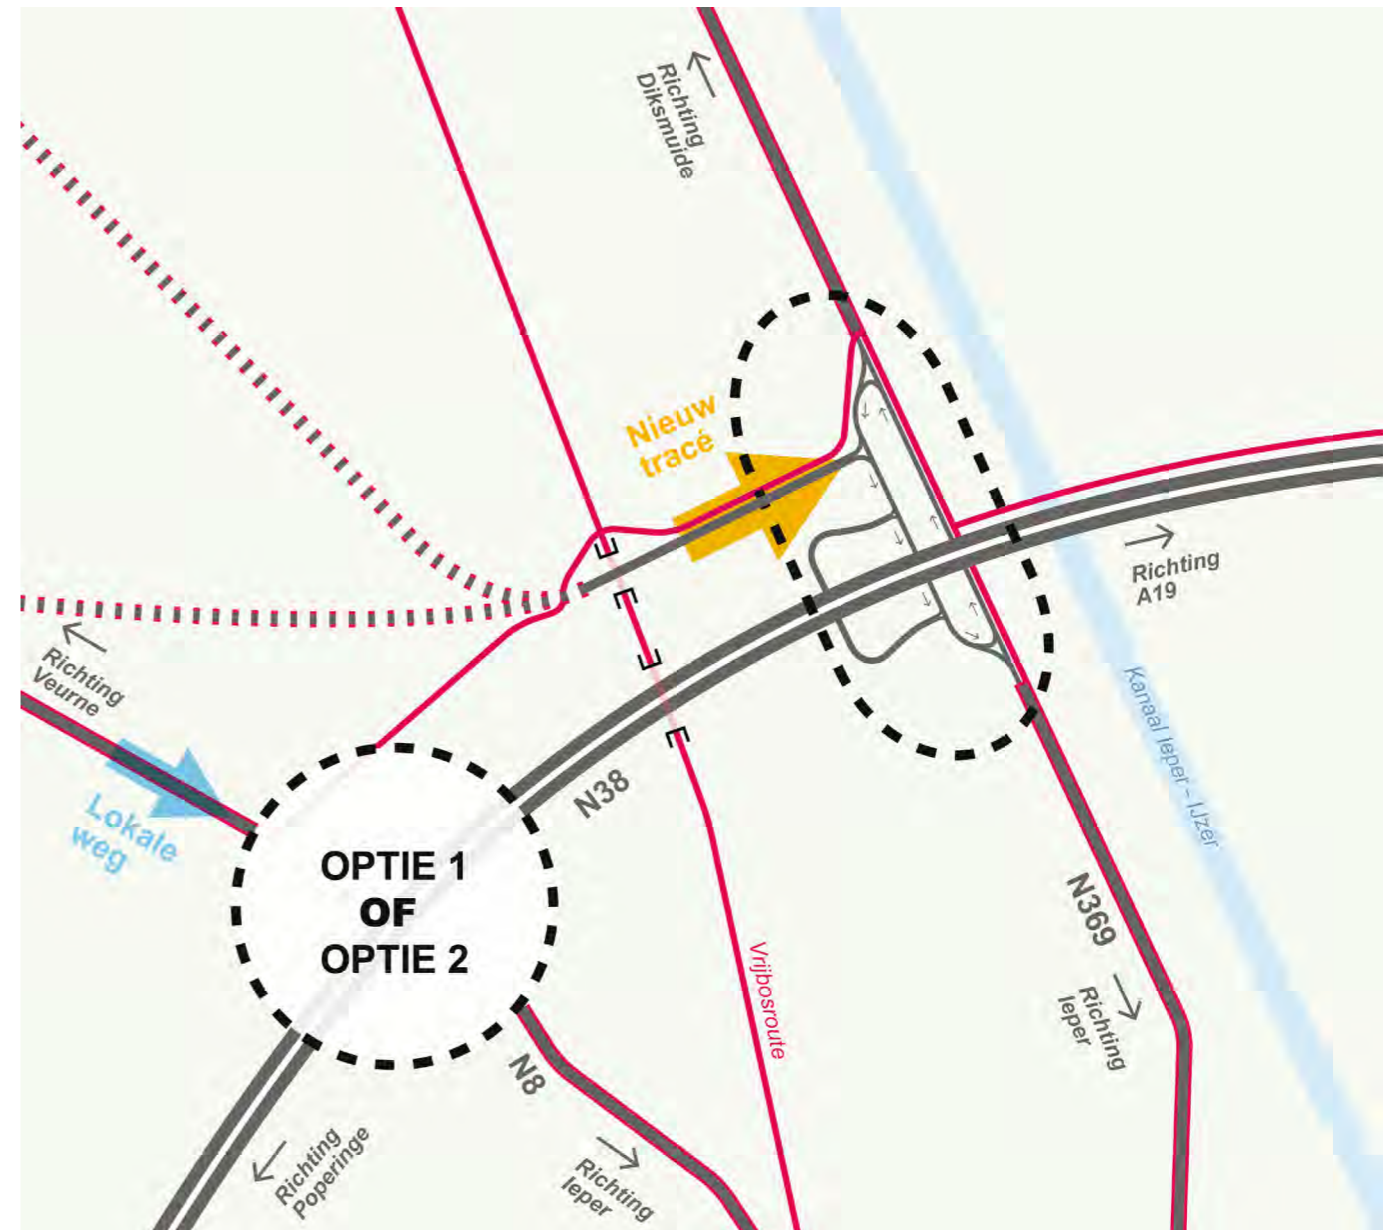 Richting
Diksmuide
Nieuw
tracé
Richting
A19
Richting
Veurne
Kanaal Ieper - IJzer
Lokale
weg
N38
OPTIE 1
OF
OPTIE 2
N369
Vrijbosroute
Richting
Ieper
N8
Richting
Poperinge
Richting
Ieper